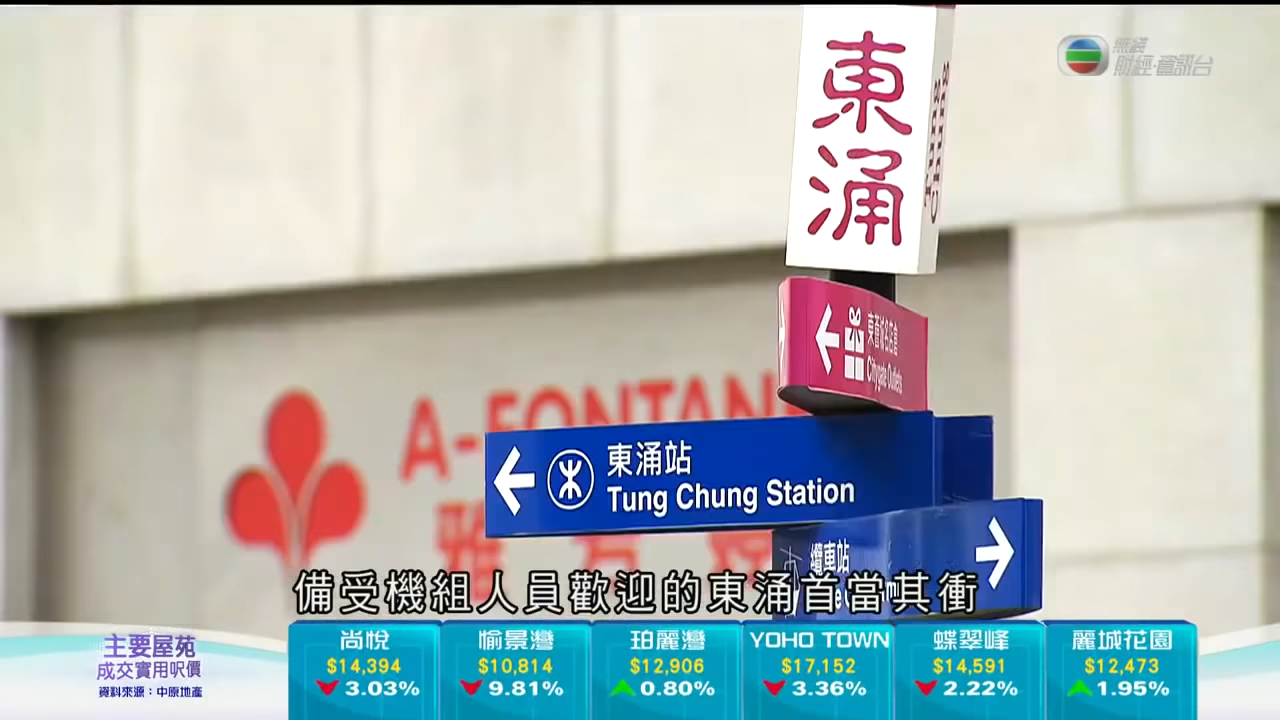 東涌
無綫
財經·資訊台
東薈城名店倉
Citygate Outlets
A-FONTAN
東涌站
Tung Chung Station
纜車站
備受機組人員歡迎的東涌首當其衝
主要屋苑
成交實用呎價
資料來源：中原地產
尚悅
$14,394
3.03%
愉景灣
$10,814
9.81%
珀麗灣
$12,906
0.80%
YOHO TOWN
$17,152
3.36%
蝶翠峰
$14,591
2.22%
麗城花園
$12,473
1.95%